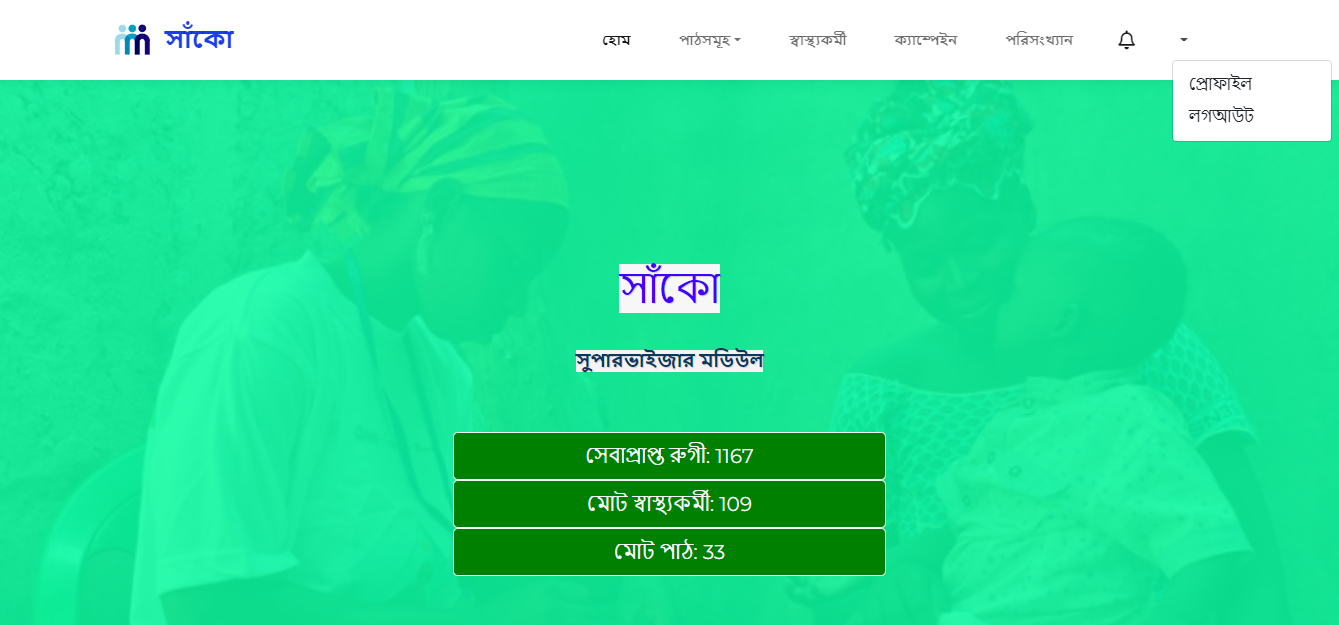 সাঁকো
হোম পাঠসমূহ স্বাস্থ্যকর্মী ক্যাম্পেইন পরিসংখ্যান
প্রোফাইল
লগআউট
সাঁকো
সুপারভাইজার মডিউল
সেবাপ্রাপ্ত রুগী: 1167
মোট স্বাস্থ্যকর্মী: 109
মোট পাঠ: 33